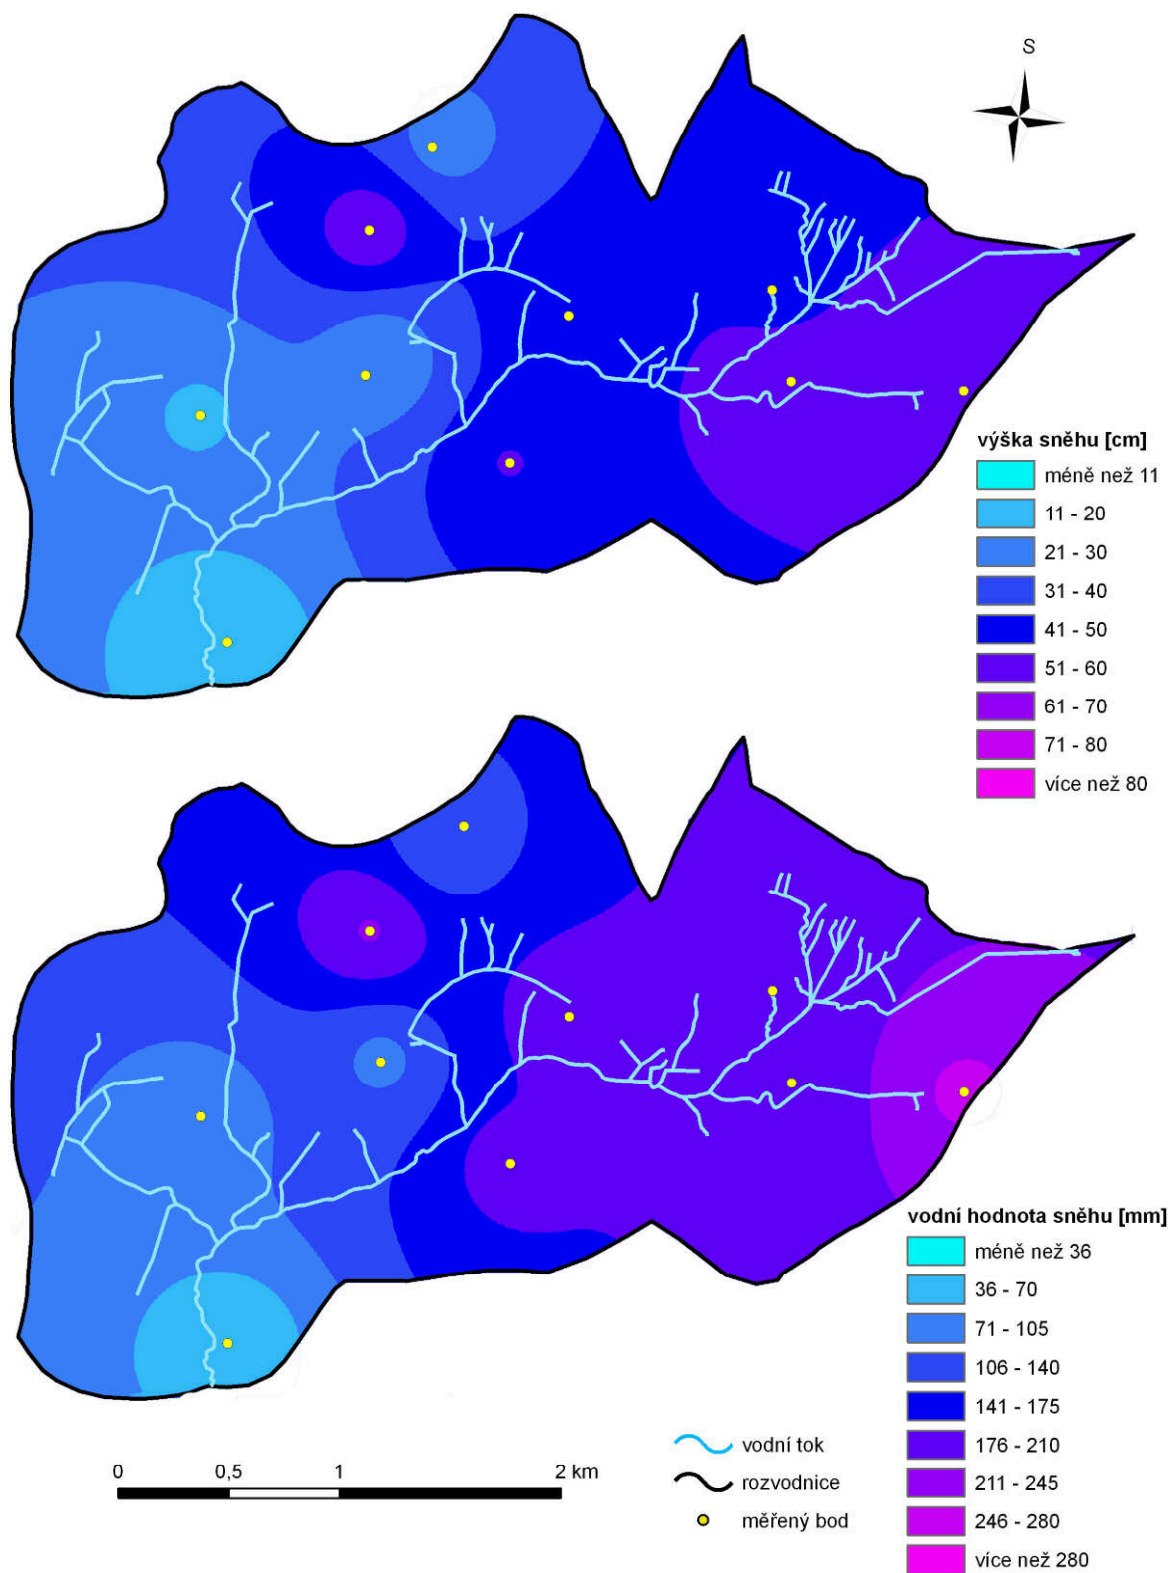 S
výška sněhu [cm]
méně než 11
11 - 20
21 - 30
31 - 40
41 - 50
51 - 60
61 - 70
71 - 80
více než 80
vodní hodnota sněhu [mm]
méně než 36
36 - 70
71 - 105
106 - 140
141 - 175
176 - 210
211 - 245
246 - 280
více než 280
vodní tok
rozvodnice
měřený bod
0 0,5 1 2 km